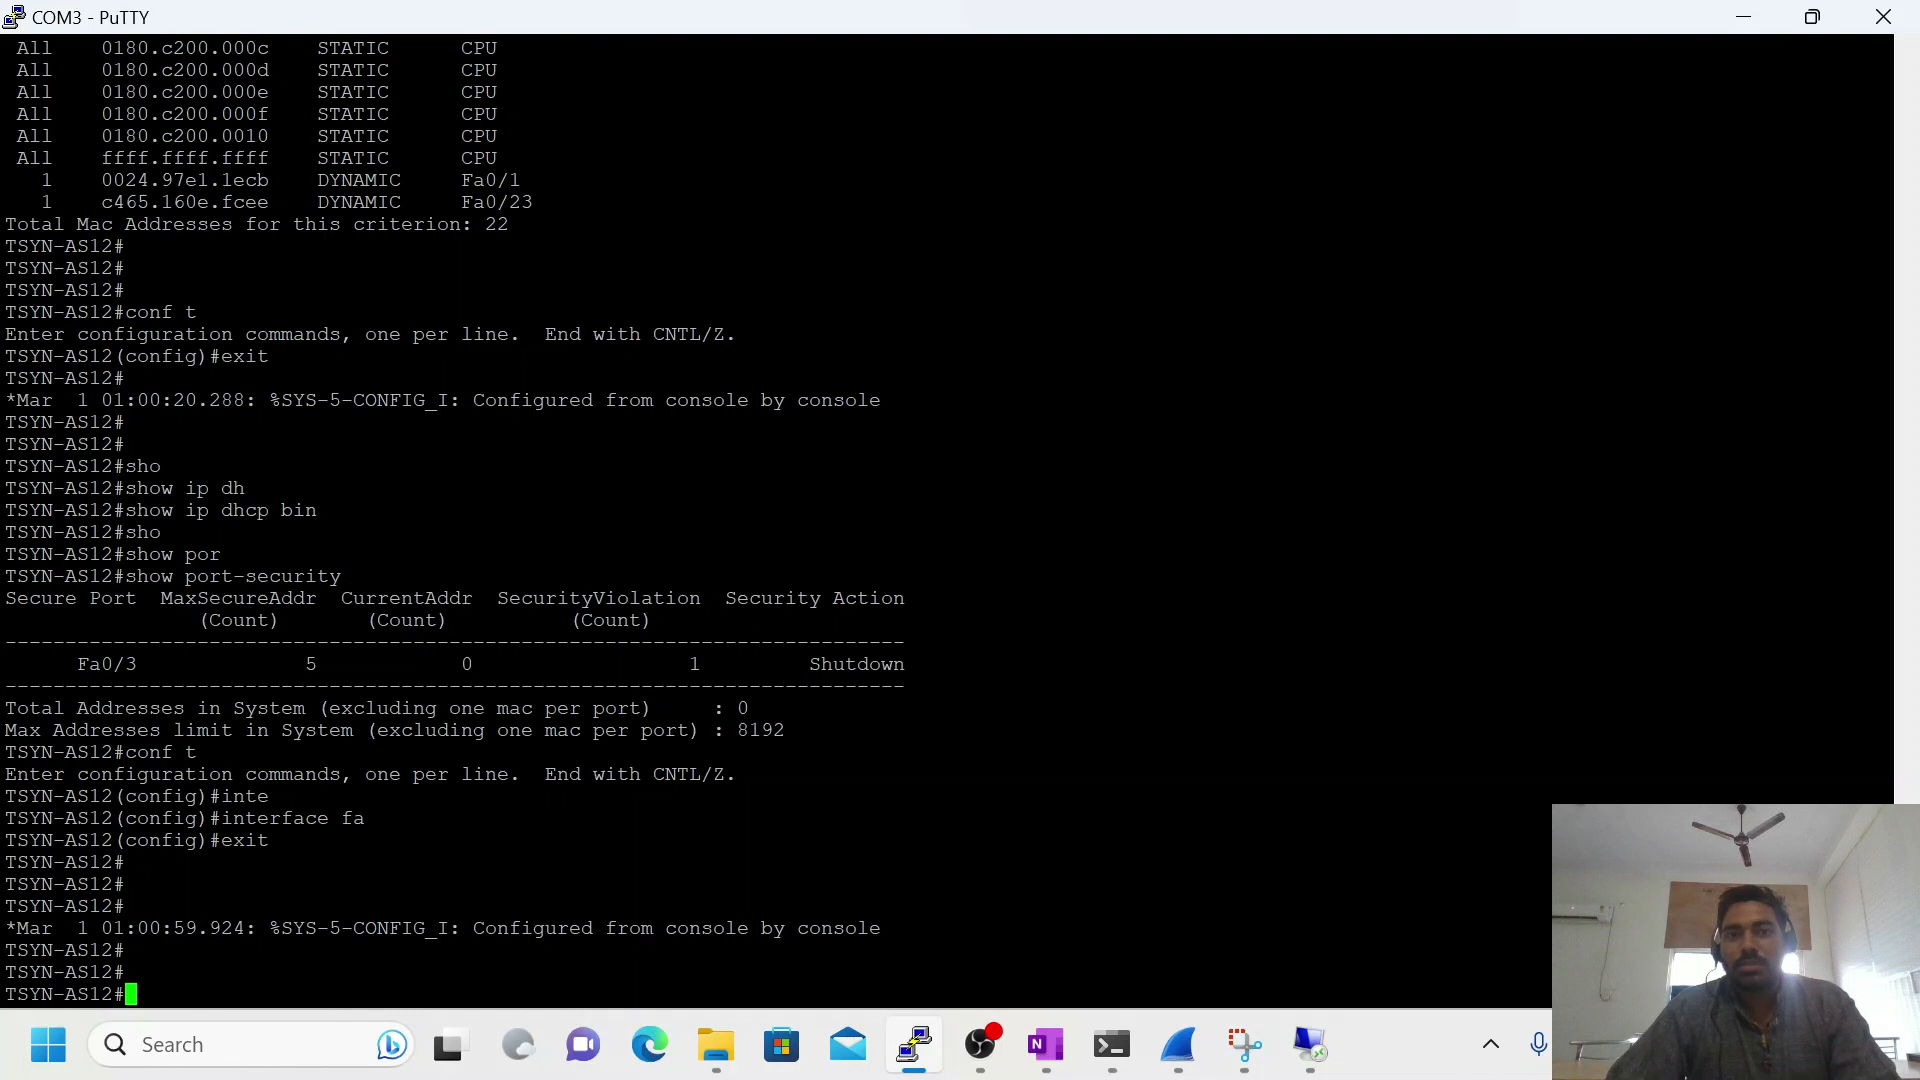 COM3 - PuTTY
All    0180.c200.000c    STATIC      CPU
All    0180.c200.000d    STATIC      CPU
All    0180.c200.000e    STATIC      CPU
All    0180.c200.000f    STATIC      CPU
All    0180.c200.0010    STATIC      CPU
All    ffff.ffff.ffff    STATIC      CPU
1    0024.97e1.1ecb    DYNAMIC     Fa0/1
1    c465.160e.fcee    DYNAMIC     Fa0/23
Total Mac Addresses for this criterion: 22
TSYN-AS12#
TSYN-AS12#
TSYN-AS12#
TSYN-AS12#conf t
Enter configuration commands, one per line.  End with CNTL/Z.
TSYN-AS12(config)#exit
TSYN-AS12#
*Mar  1 01:00:20.288: %SYS-5-CONFIG_I: Configured from console by console
TSYN-AS12#
TSYN-AS12#
TSYN-AS12#sho
TSYN-AS12#show ip dh
TSYN-AS12#show ip dhcp bin
TSYN-AS12#sho
TSYN-AS12#show por
TSYN-AS12#show port-security
Secure Port  MaxSecureAddr  CurrentAddr  SecurityViolation  Security Action
(Count)       (Count)          (Count)
---------------------------------------------------------------------------
Fa0/3              5            0                  1         Shutdown
---------------------------------------------------------------------------
Total Addresses in System (excluding one mac per port)     : 0
Max Addresses limit in System (excluding one mac per port) : 8192
TSYN-AS12#conf t
Enter configuration commands, one per line.  End with CNTL/Z.
TSYN-AS12(config)#inte
TSYN-AS12(config)#interface fa
TSYN-AS12(config)#exit
TSYN-AS12#
TSYN-AS12#
TSYN-AS12#
*Mar  1 01:00:59.924: %SYS-5-CONFIG_I: Configured from console by console
TSYN-AS12#
TSYN-AS12#
TSYN-AS12#
Search
N